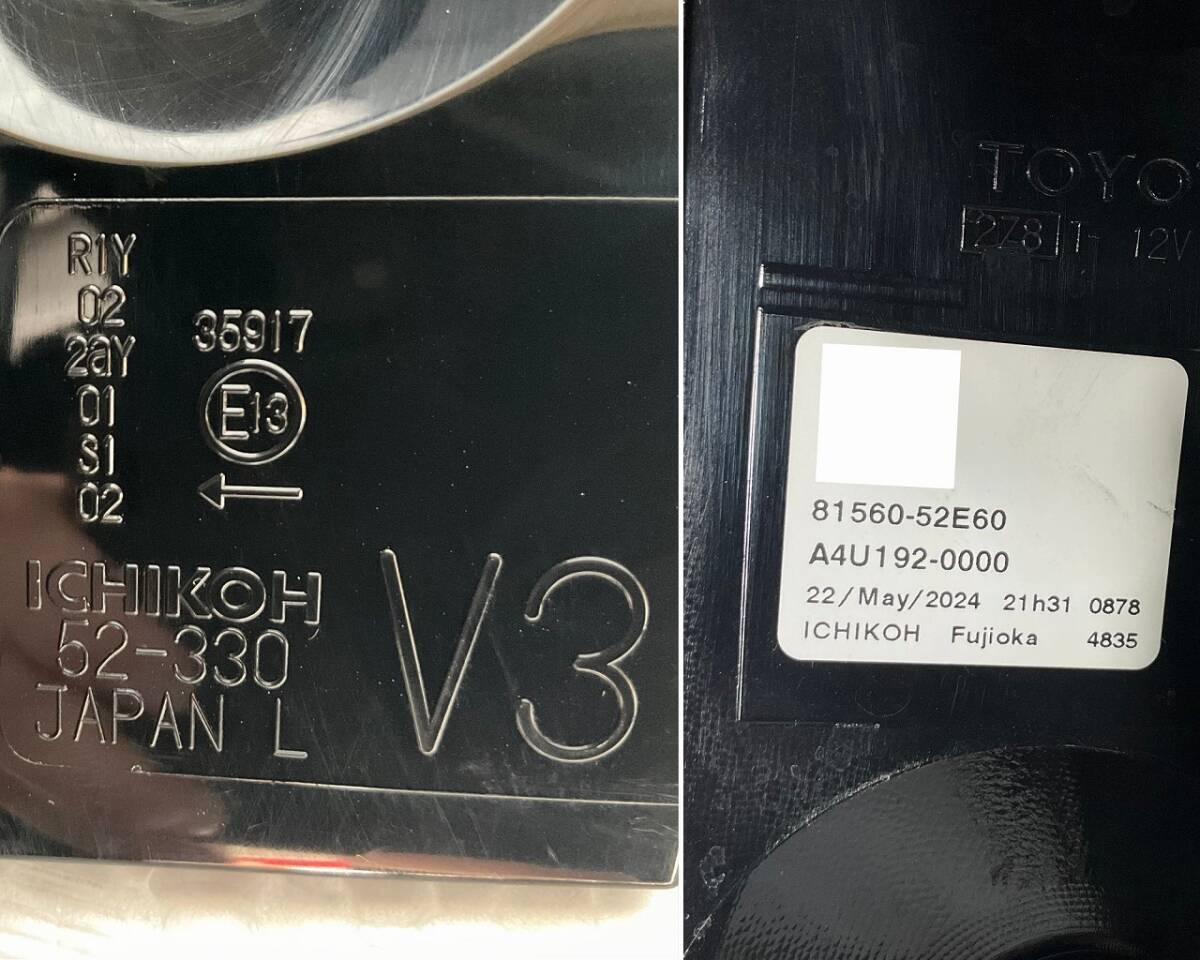 R1Y
02
2aY
01
S1
02
35917
E13
ICHIKOH
52-330
JAPAN L
V3
TOYO
2Z8 12V
81560-52E60
A4U192-0000
22/May/2024 21h31 0878
ICHIKOH Fujioka 4835